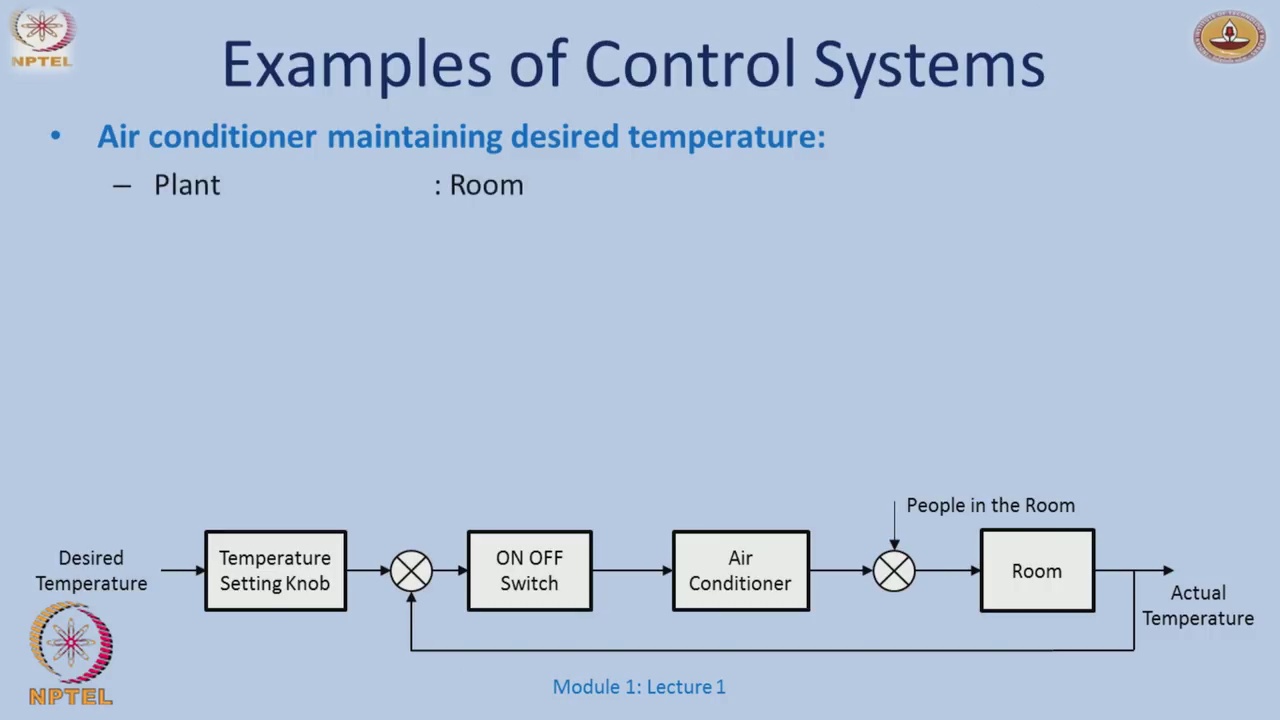 NPTEL
Examples of Control Systems
• Air conditioner maintaining desired temperature:
– Plant : Room
People in the Room
Desired
Temperature
Temperature
Setting Knob
ON OFF
Switch
Air
Conditioner
Room
Actual
Temperature
NPTEL
Module 1: Lecture 1